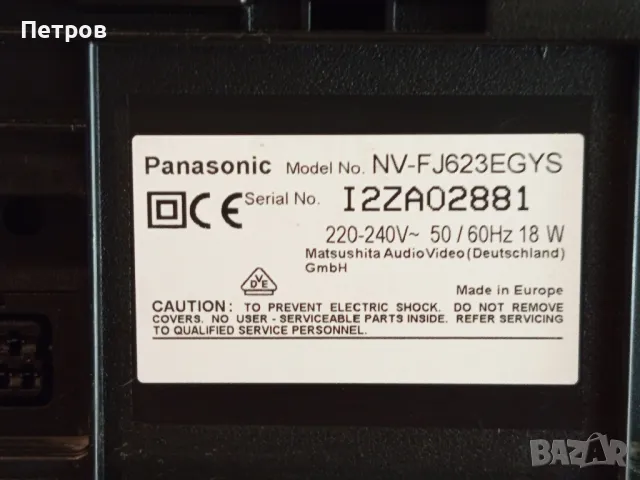 Петров
Panasonic Model No. NV-FJ623EGYS
CE Serial No. I2ZA02881
220-240V~ 50 / 60Hz 18 W
Matsushita Audio Video (Deutschland)
GmbH
DVE
Made in Europe
CAUTION: TO PREVENT ELECTRIC SHOCK. DO NOT REMOVE
COVERS. NO USER - SERVICEABLE PARTS INSIDE. REFER SERVICING
TO QUALIFIED SERVICE PERSONNEL.
BAZAR